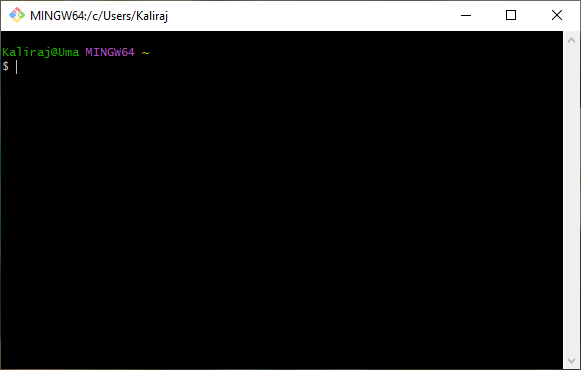 MINGW64:/c/Users/Kaliraj
Kaliraj@Uma MINGW64 ~
$